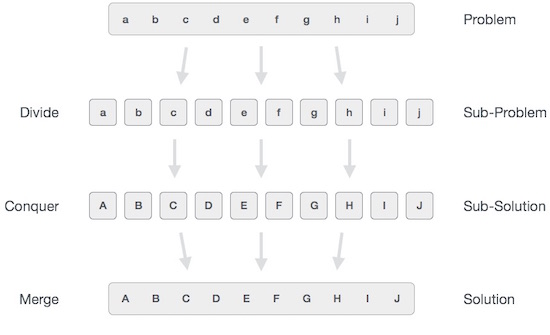 a b c d e f g h i j Problem
Divide a b c d e f g h i j Sub-Problem
Conquer A B C D E F G H I J Sub-Solution
Merge A B C D E F G H I J Solution